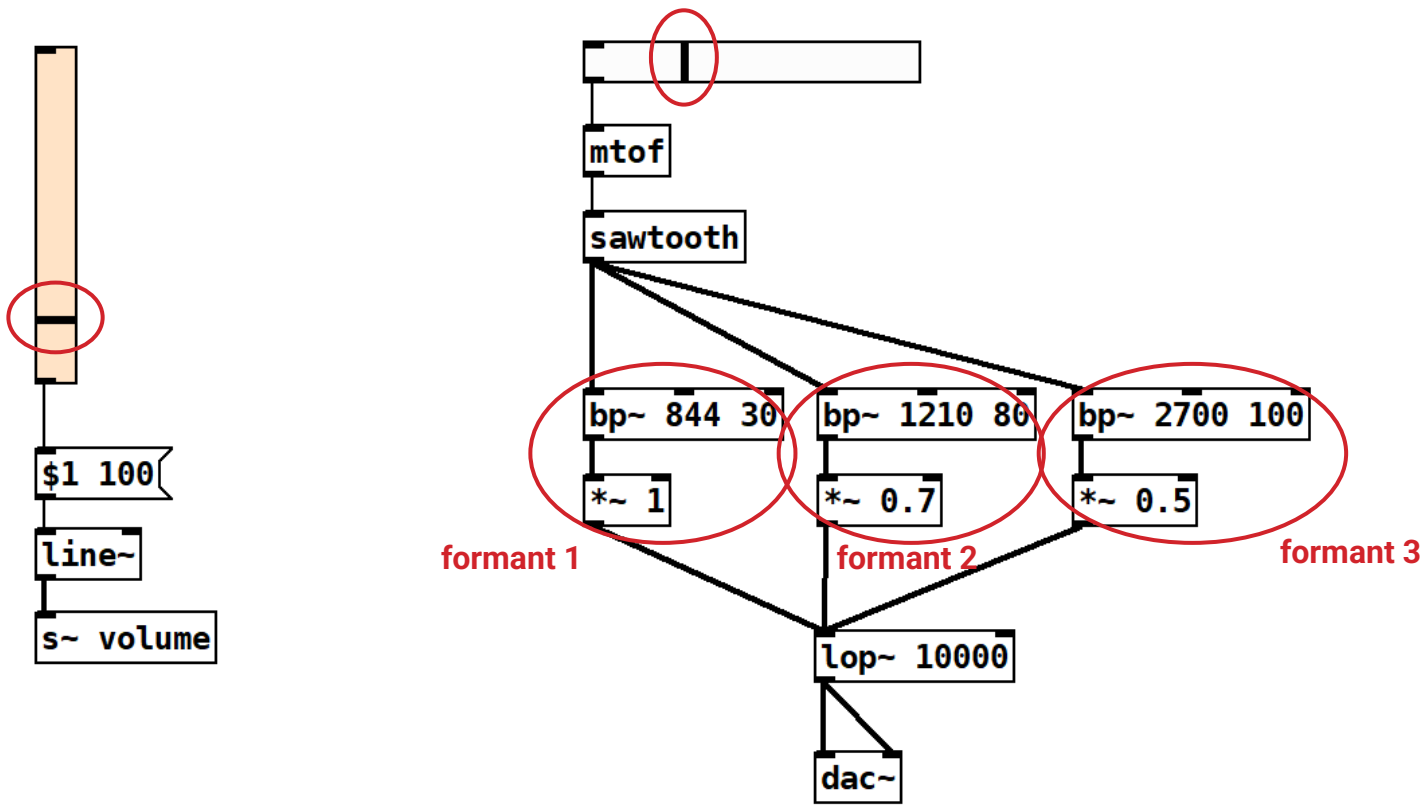 mtof
sawtooth
bp~ 844 30
bp~ 1210 80
bp~ 2700 100
$1 100
*~ 1
*~ 0.7
*~ 0.5
line~
formant 1
formant 2
formant 3
s~ volume
lop~ 10000
dac~